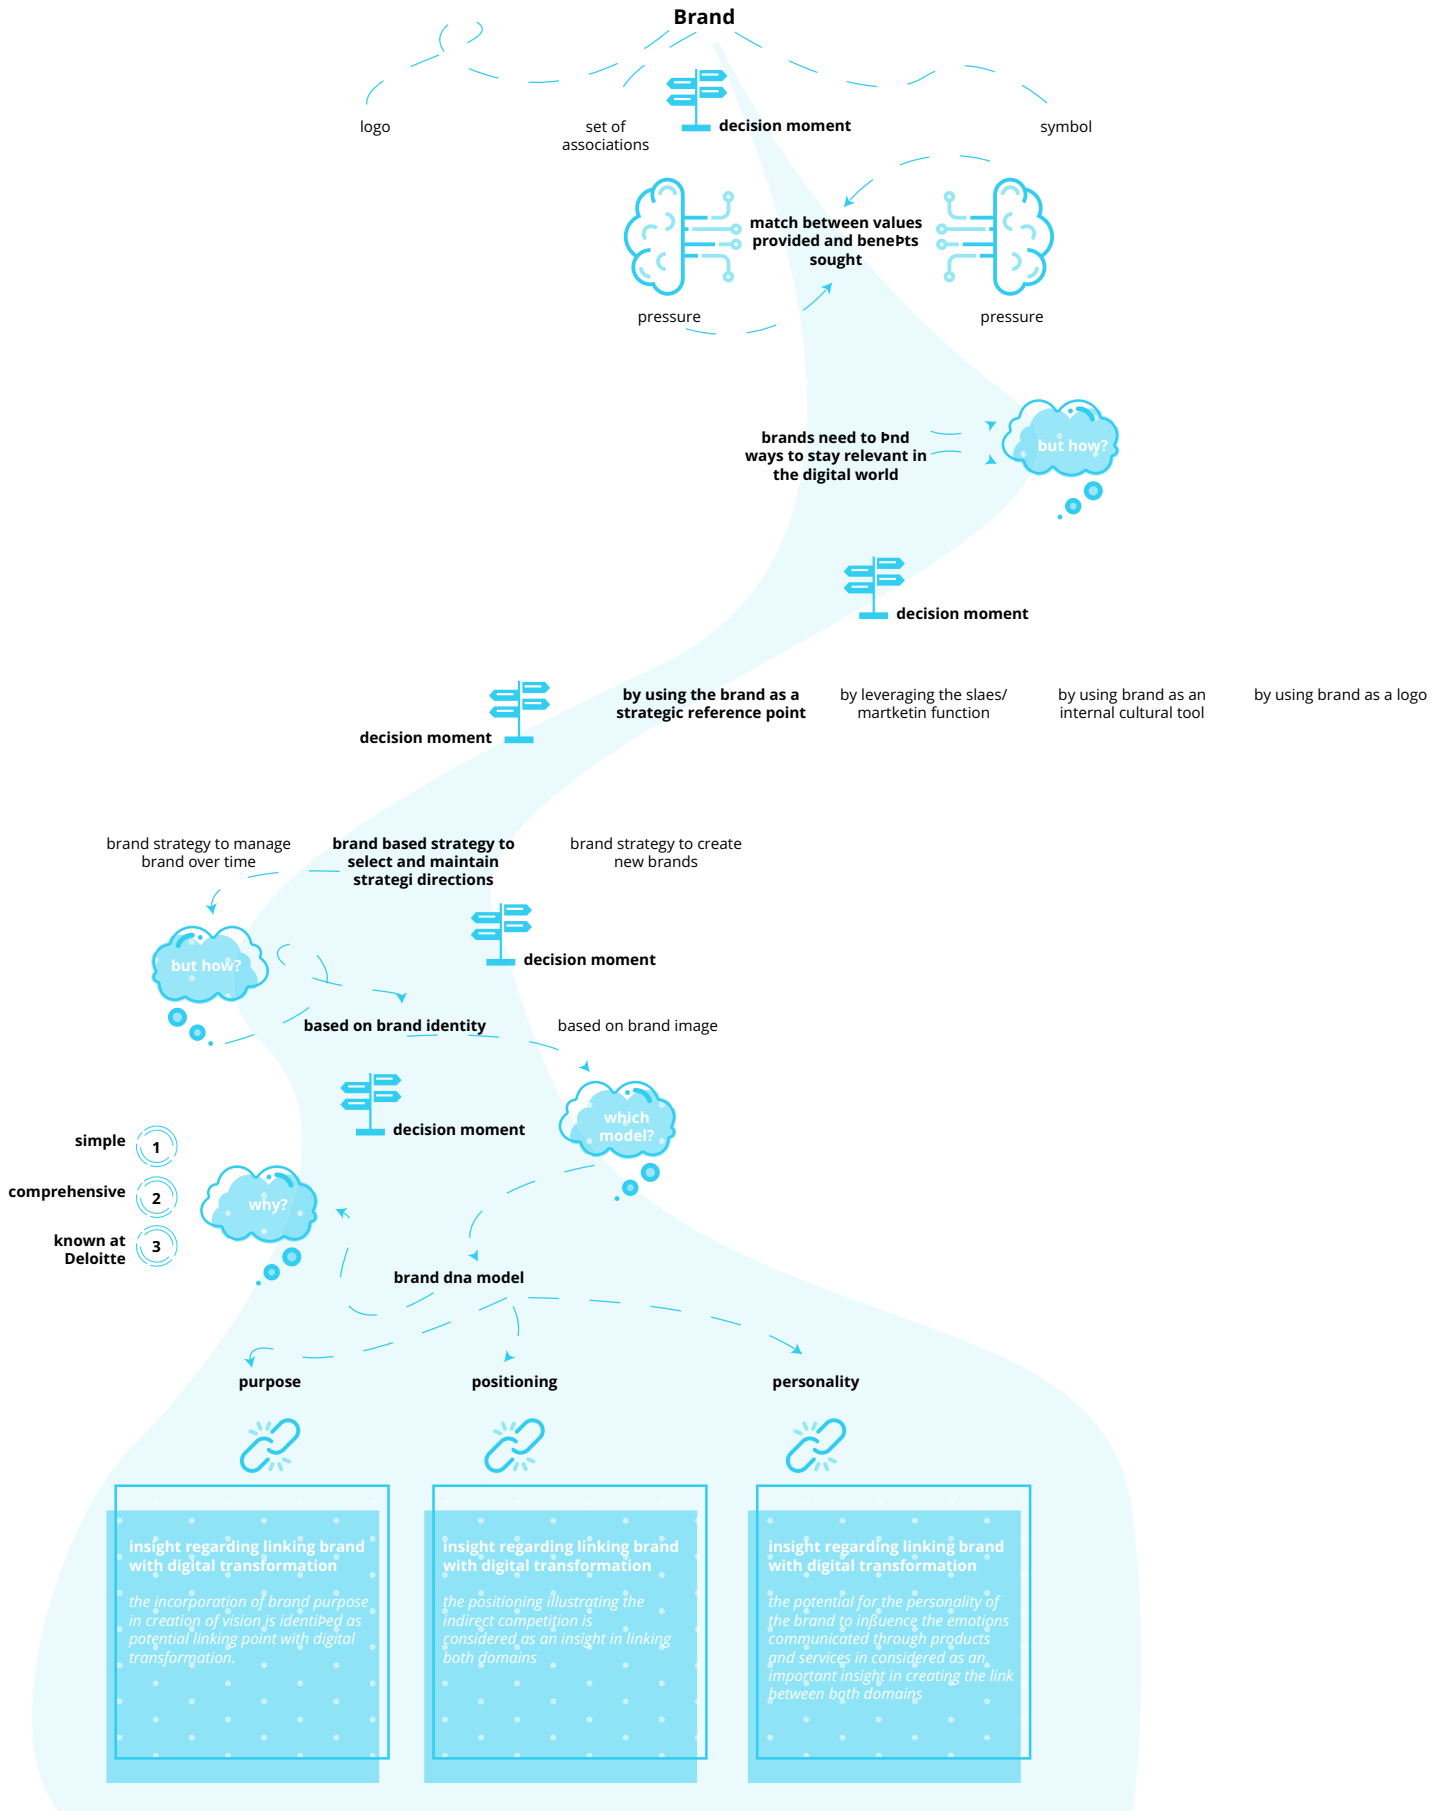 Brand
logo
set of
associations
decision moment
symbol
match between values
provided and beneÞts
sought
pressure
pressure
brands need to Þnd
ways to stay relevant in
the digital world
but how?
decision moment
by using the brand as a
strategic reference point
by leveraging the slaes/
martketin function
by using brand as an
internal cultural tool
by using brand as a logo
decision moment
brand strategy to manage
brand over time
brand based strategy to
select and maintain
strategi directions
brand strategy to create
new brands
but how?
decision moment
based on brand identity
based on brand image
decision moment
which
model?
simple
1
comprehensive
2
known at
Deloitte
3
why?
brand dna model
purpose
positioning
personality
insight regarding linking brand
with digital transformation
the incorporation of brand purpose
in creation of vision is identiÞed as
potential linking point with digital
transformation.
insight regarding linking brand
with digital transformation
the positioning illustrating the
indirect competition is
considered as an insight in linking
both domains
insight regarding linking brand
with digital transformation
the potential for the personality of
the brand to inßuence the emotions
communicated through products
and services in considered as an
important insight in creating the link
between both domains